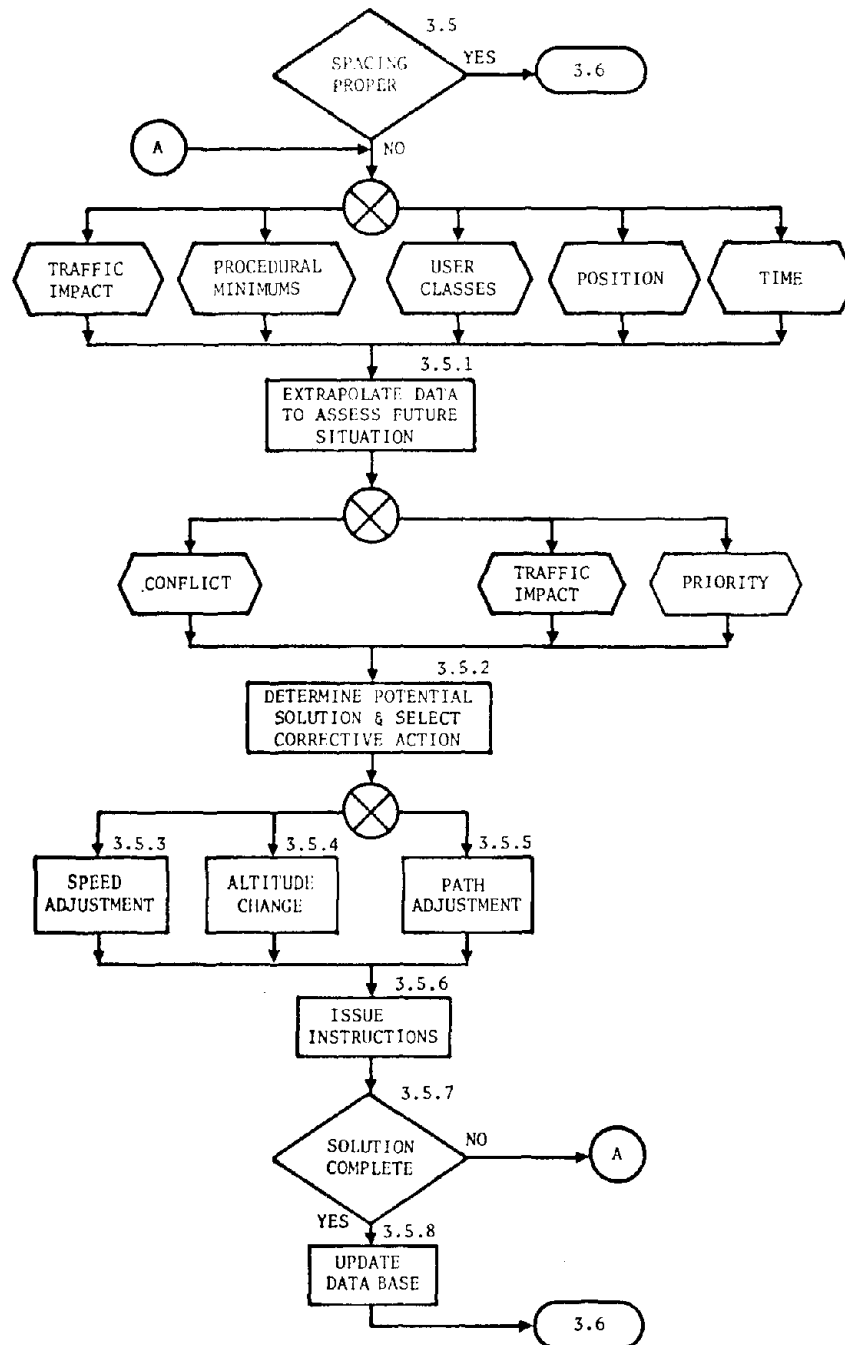 3.5
SPACING
PROPER
YES
3.6
A
NO
TRAFFIC
IMPACT
PROCEDURAL
MINIMUMS
USER
CLASSES
POSITION
TIME
3.5.1
EXTRAPOLATE DATA
TO ASSESS FUTURE
SITUATION
CONFLICT
TRAFFIC
IMPACT
PRIORITY
3.5.2
DETERMINE POTENTIAL
SOLUTION & SELECT
CORRECTIVE ACTION
3.5.3
SPEED
ADJUSTMENT
3.5.4
ALTITUDE
CHANGE
3.5.5
PATH
ADJUSTMENT
3.5.6
ISSUE
INSTRUCTIONS
3.5.7
SOLUTION
COMPLETE
NO
A
YES
3.5.8
UPDATE
DATA BASE
3.6